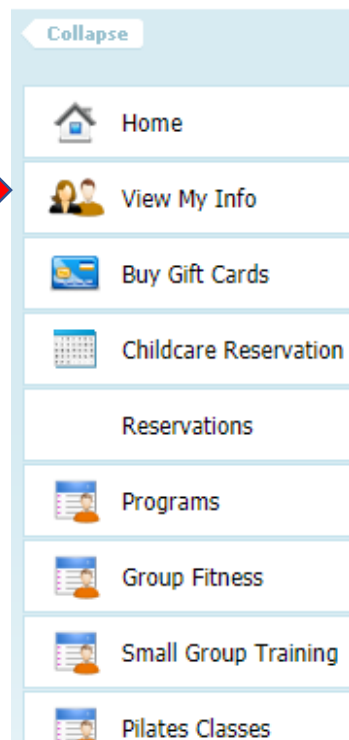 Collapse
Home
View My Info
Buy Gift Cards
Childcare Reservation
Reservations
Programs
Group Fitness
Small Group Training
Pilates Classes